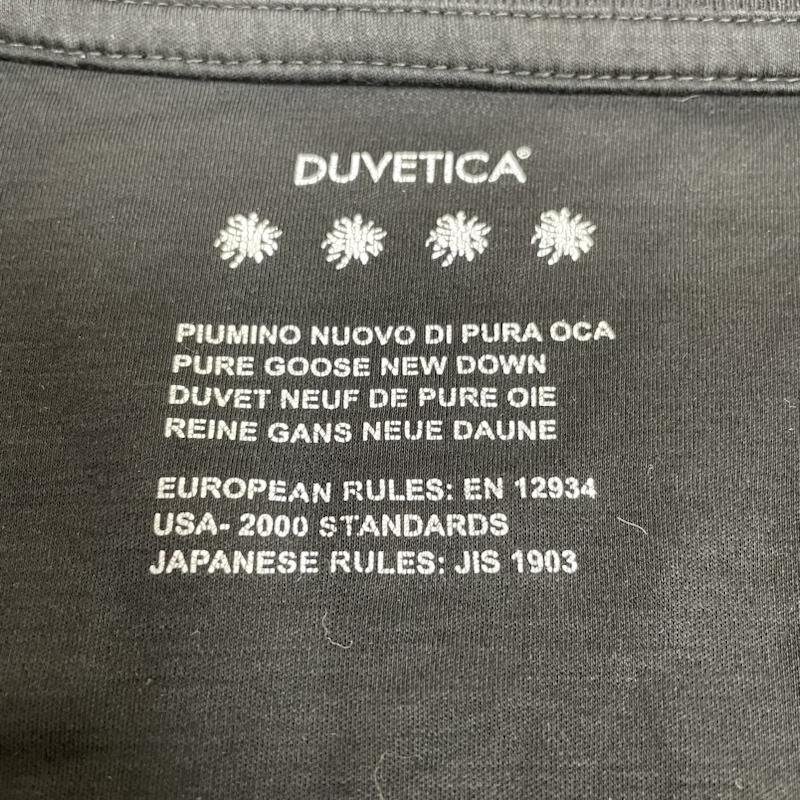 DUVETICA®
PIUMINO NUOVO DI PURA OCA
PURE GOOSE NEW DOWN
DUVET NEUF DE PURE OIE
REINE GANS NEUE DAUNE
EUROPEAN RULES: EN 12934
USA- 2000 STANDARDS
JAPANESE RULES: JIS 1903